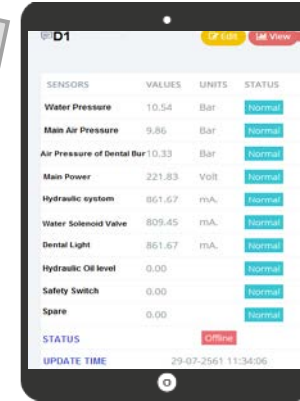 D1
Edit View
SENSORS VALUES UNITS STATUS
Water Pressure 10.54 Bar Normal
Main Air Pressure 9.86 Bar Normal
Air Pressure of Dental Bur 10.33 Bar Normal
Main Power 221.83 Volt Normal
Hydraulic system 861.67 mA. Normal
Water Solenoid Valve 809.45 mA. Normal
Dental Light 861.67 mA. Normal
Hydraulic Oil level 0.00 Normal
Safety Switch 0.00 Normal
Spare 0.00 Normal
STATUS Offline
UPDATE TIME 29-07-2561 11:34:06